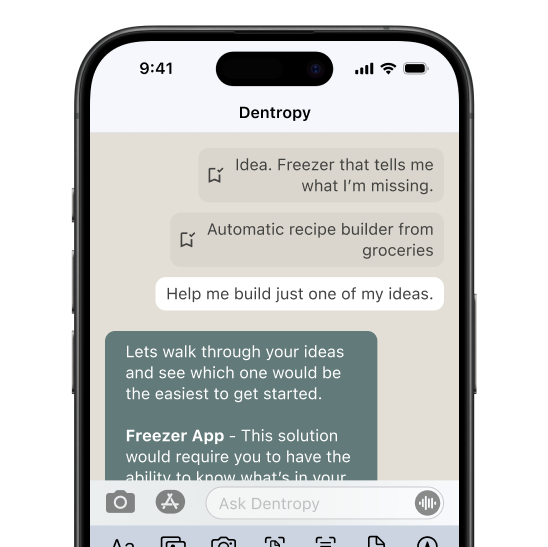 9:41
Dentropy
Idea. Freezer that tells me
what I'm missing.
Automatic recipe builder from
groceries
Help me build just one of my ideas.
Lets walk through your ideas
and see which one would be
the easiest to get started.
Freezer App - This solution
would require you to have the
ability to know what's in your
Ask Dentropy
Aa